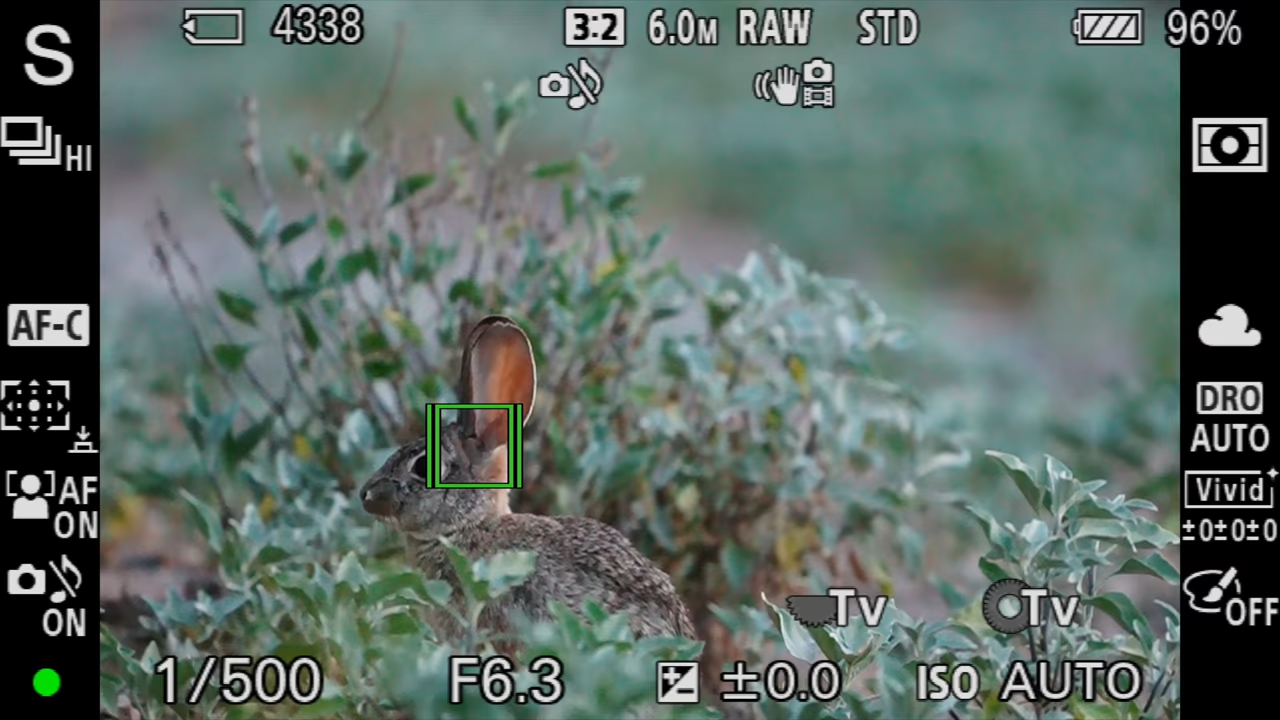 S
4338
3:2 6.0M RAW STD
96%
HI
AF-C
AF
ON
ON
DRO
AUTO
Vivid
±0±0±0
OFF
Tv
Tv
1/500 F6.3 ±0.0 ISO AUTO